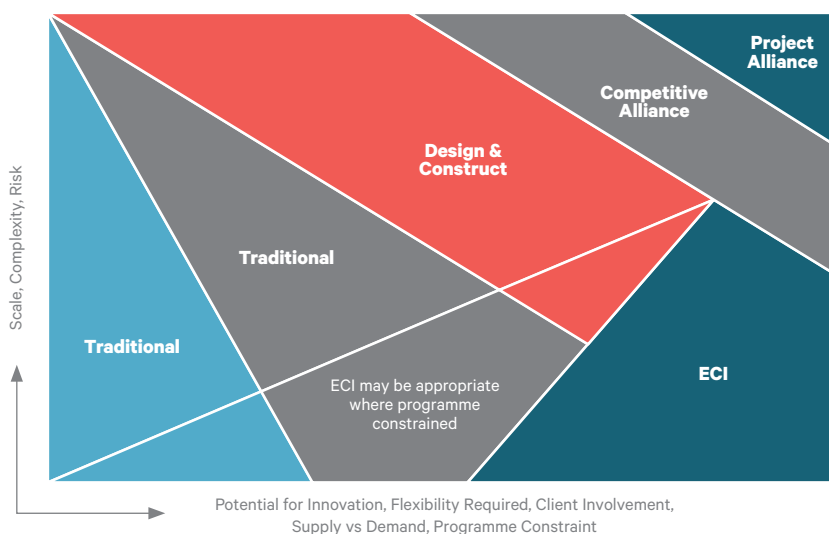 Project
Alliance
Competitive
Alliance
Design &
Construct
Traditional
Traditional
ECI may be appropriate
where programme
constrained
ECI
Scale, Complexity, Risk
Potential for Innovation, Flexibility Required, Client Involvement,
Supply vs Demand, Programme Constraint